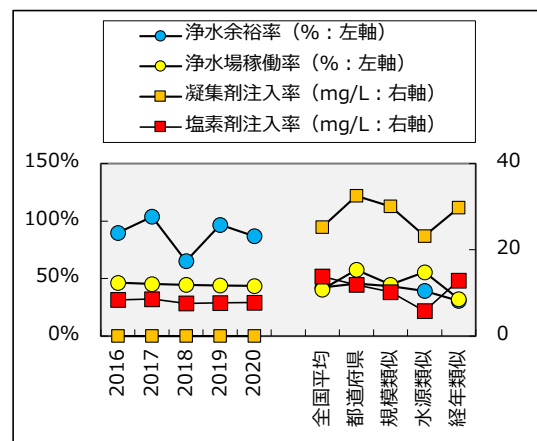 浄水余裕率（%：左軸）
浄水場稼働率（%：左軸）
凝集剤注入率（mg/L：右軸）
塩素剤注入率（mg/L：右軸）
150%
100%
50%
0%
40
20
0
2016
2017
2018
2019
2020
全国平均
都道府県
規模類似
水源類似
経年類似